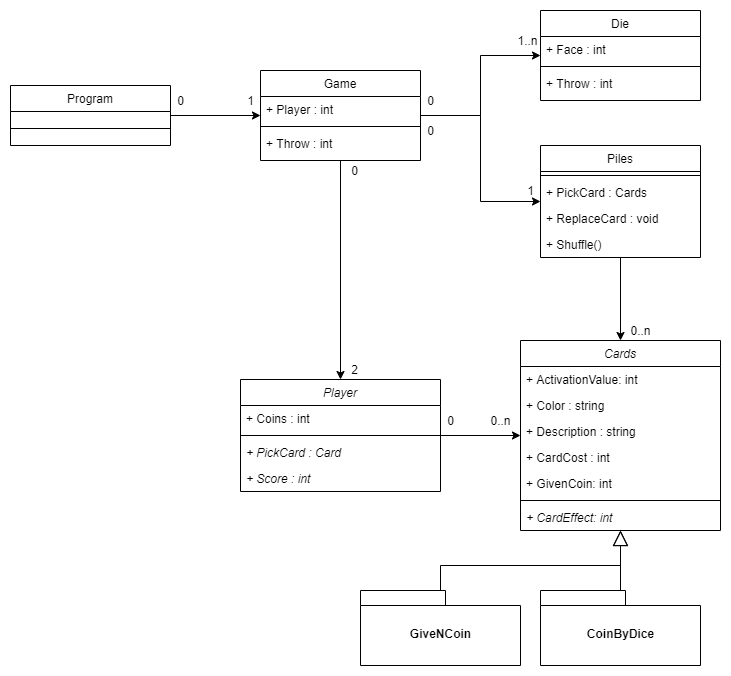 Die
1..n
+ Face : int
+ Throw : int
Program
0
1
Game
+ Player : int
+ Throw : int
0
0
0
Piles
1
+ PickCard : Cards
+ ReplaceCard : void
+ Shuffle()
0..n
Cards
+ ActivationValue: int
+ Color : string
+ Description : string
+ CardCost : int
+ GivenCoin: int
+ CardEffect: int
2
Player
+ Coins : int
+ PickCard : Card
+ Score : int
0
0..n
GiveNCoin
CoinByDice